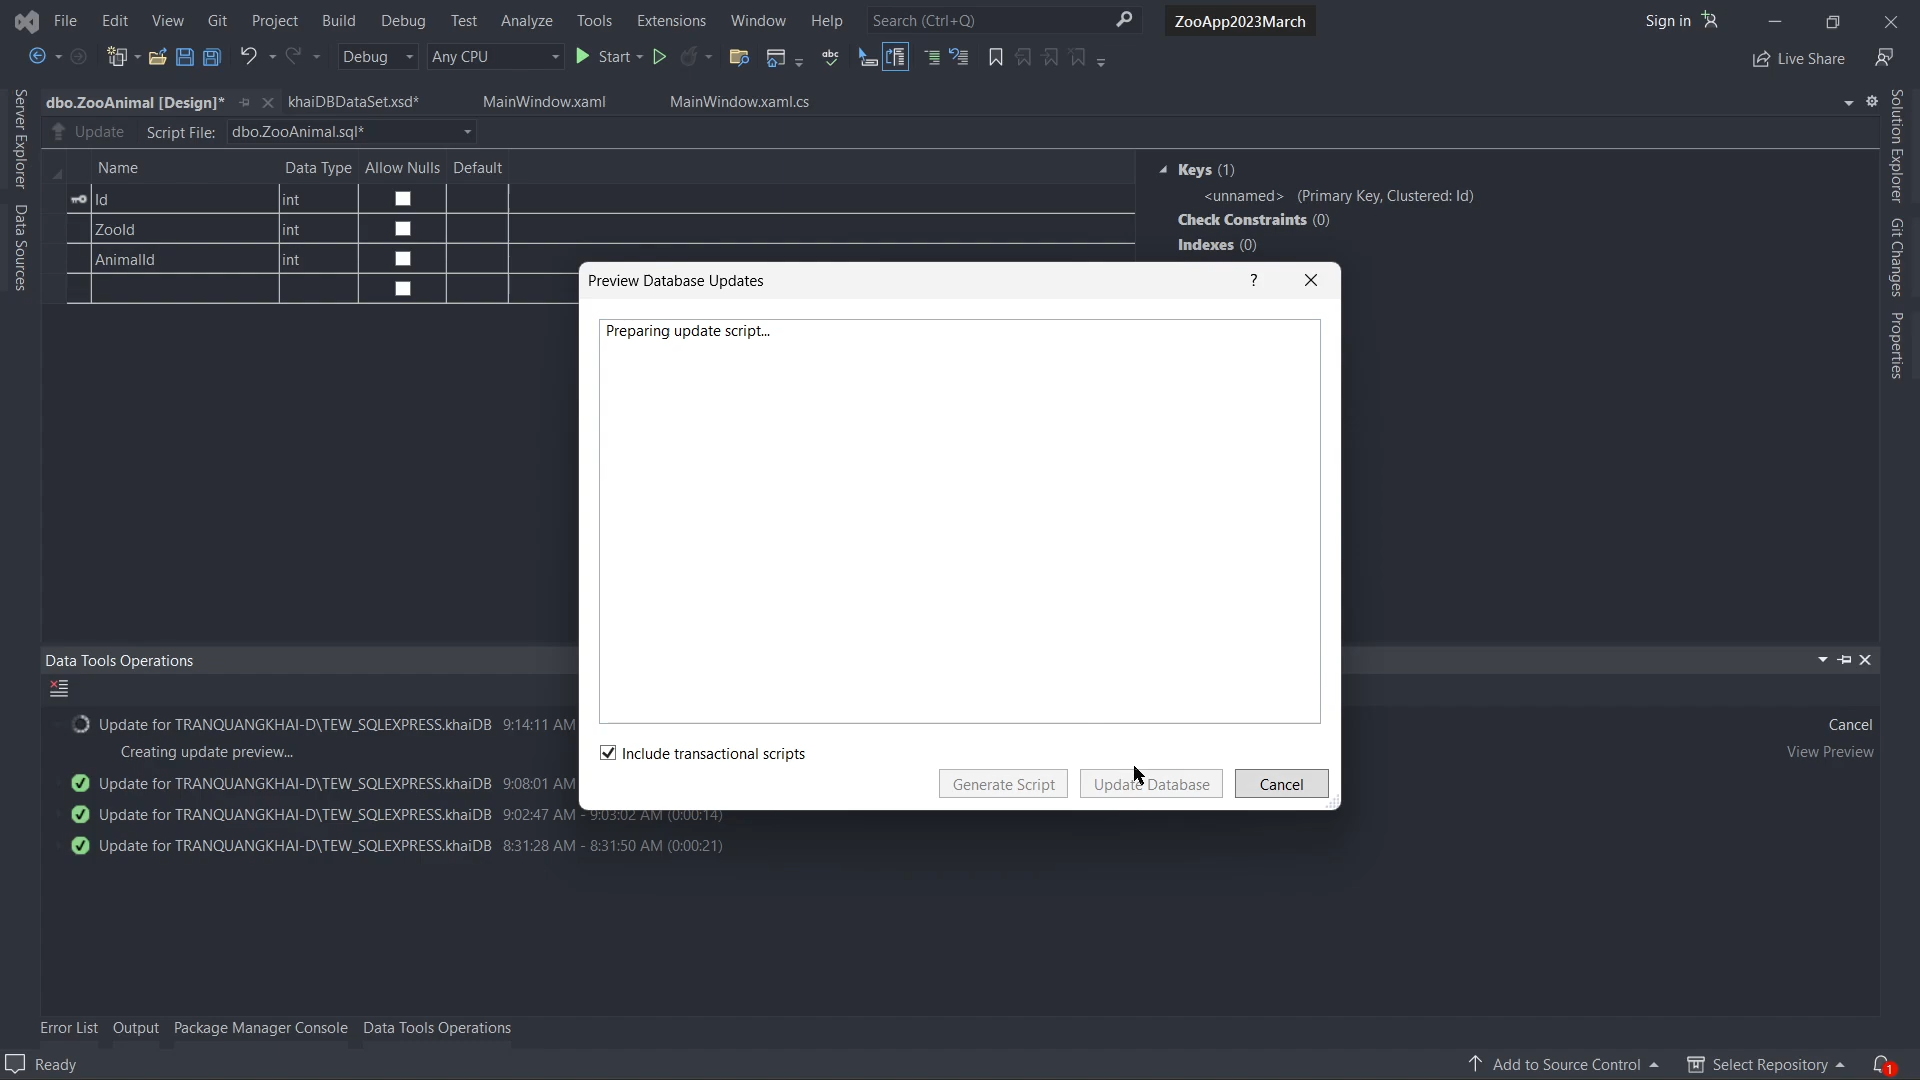 File Edit View Git Project Build Debug Test Analyze Tools Extensions Window Help Search (Ctrl+Q) ZooApp2023March Sign in
Debug Any CPU Start Live Share
dbo.ZooAnimal [Design]* khaiDBDataSet.xsd* MainWindow.xaml MainWindow.xaml.cs
Update Script File: dbo.ZooAnimal.sql*
Server Explorer
Data Sources
Name Data Type Allow Nulls Default
Id int
ZooId int
AnimalId int
Keys (1)
<unnamed> (Primary Key, Clustered: Id)
Check Constraints (0)
Indexes (0)
Solution Explorer
Git Changes
Properties
Preview Database Updates ?
Preparing update script...
Include transactional scripts
Generate Script Update Database Cancel
Data Tools Operations
Update for TRANQUANGKHAI-D\TEW_SQLEXPRESS.khaiDB 9:14:11 AM Cancel
Creating update preview... View Preview
Update for TRANQUANGKHAI-D\TEW_SQLEXPRESS.khaiDB 9:08:01 AM
Update for TRANQUANGKHAI-D\TEW_SQLEXPRESS.khaiDB 9:02:47 AM - 9:03:02 AM (0:00:14)
Update for TRANQUANGKHAI-D\TEW_SQLEXPRESS.khaiDB 8:31:28 AM - 8:31:50 AM (0:00:21)
Error List Output Package Manager Console Data Tools Operations
Ready Add to Source Control Select Repository 1